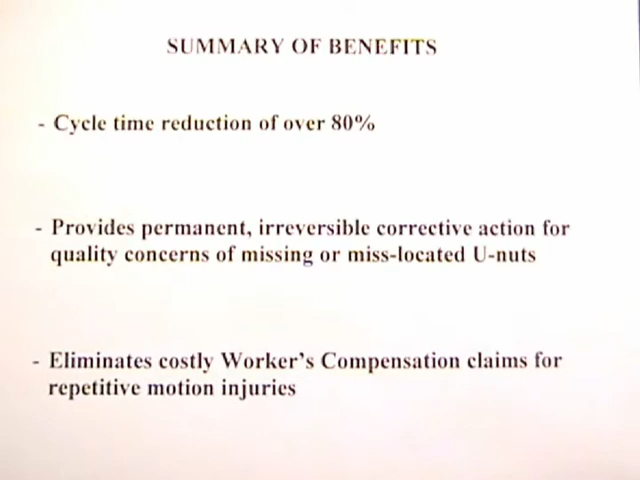 SUMMARY OF BENEFITS
- Cycle time reduction of over 80%
- Provides permanent, irreversible corrective action for
quality concerns of missing or miss-located U-nuts
- Eliminates costly Worker's Compensation claims for
repetitive motion injuries